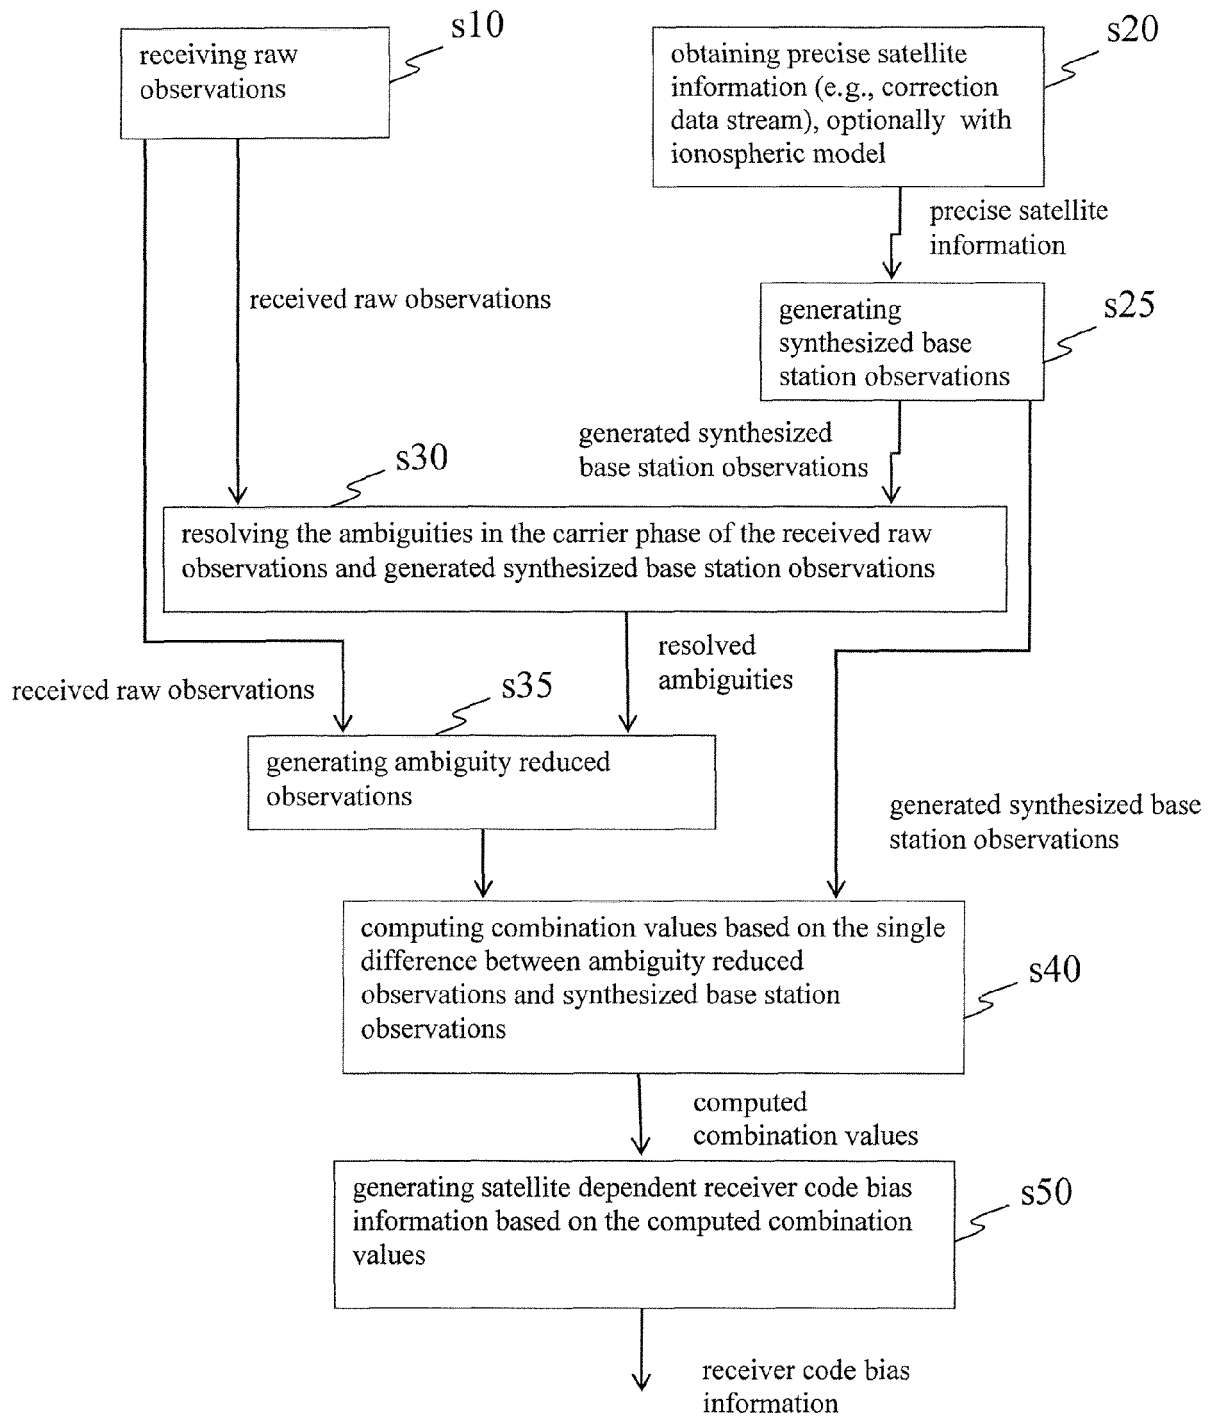 s10
receiving raw
observations
s20
obtaining precise satellite
information (e.g., correction
data stream), optionally with
ionospheric model
precise satellite
information
received raw observations
s25
generating
synthesized base
station observations
generated synthesized
base station observations
s30
resolving the ambiguities in the carrier phase of the received raw
observations and generated synthesized base station observations
resolved
ambiguities
received raw observations
s35
generating ambiguity reduced
observations
generated synthesized base
station observations
computing combination values based on the single
difference between ambiguity reduced
observations and synthesized base station
observations
s40
computed
combination values
generating satellite dependent receiver code bias
information based on the computed combination
values
s50
receiver code bias
information